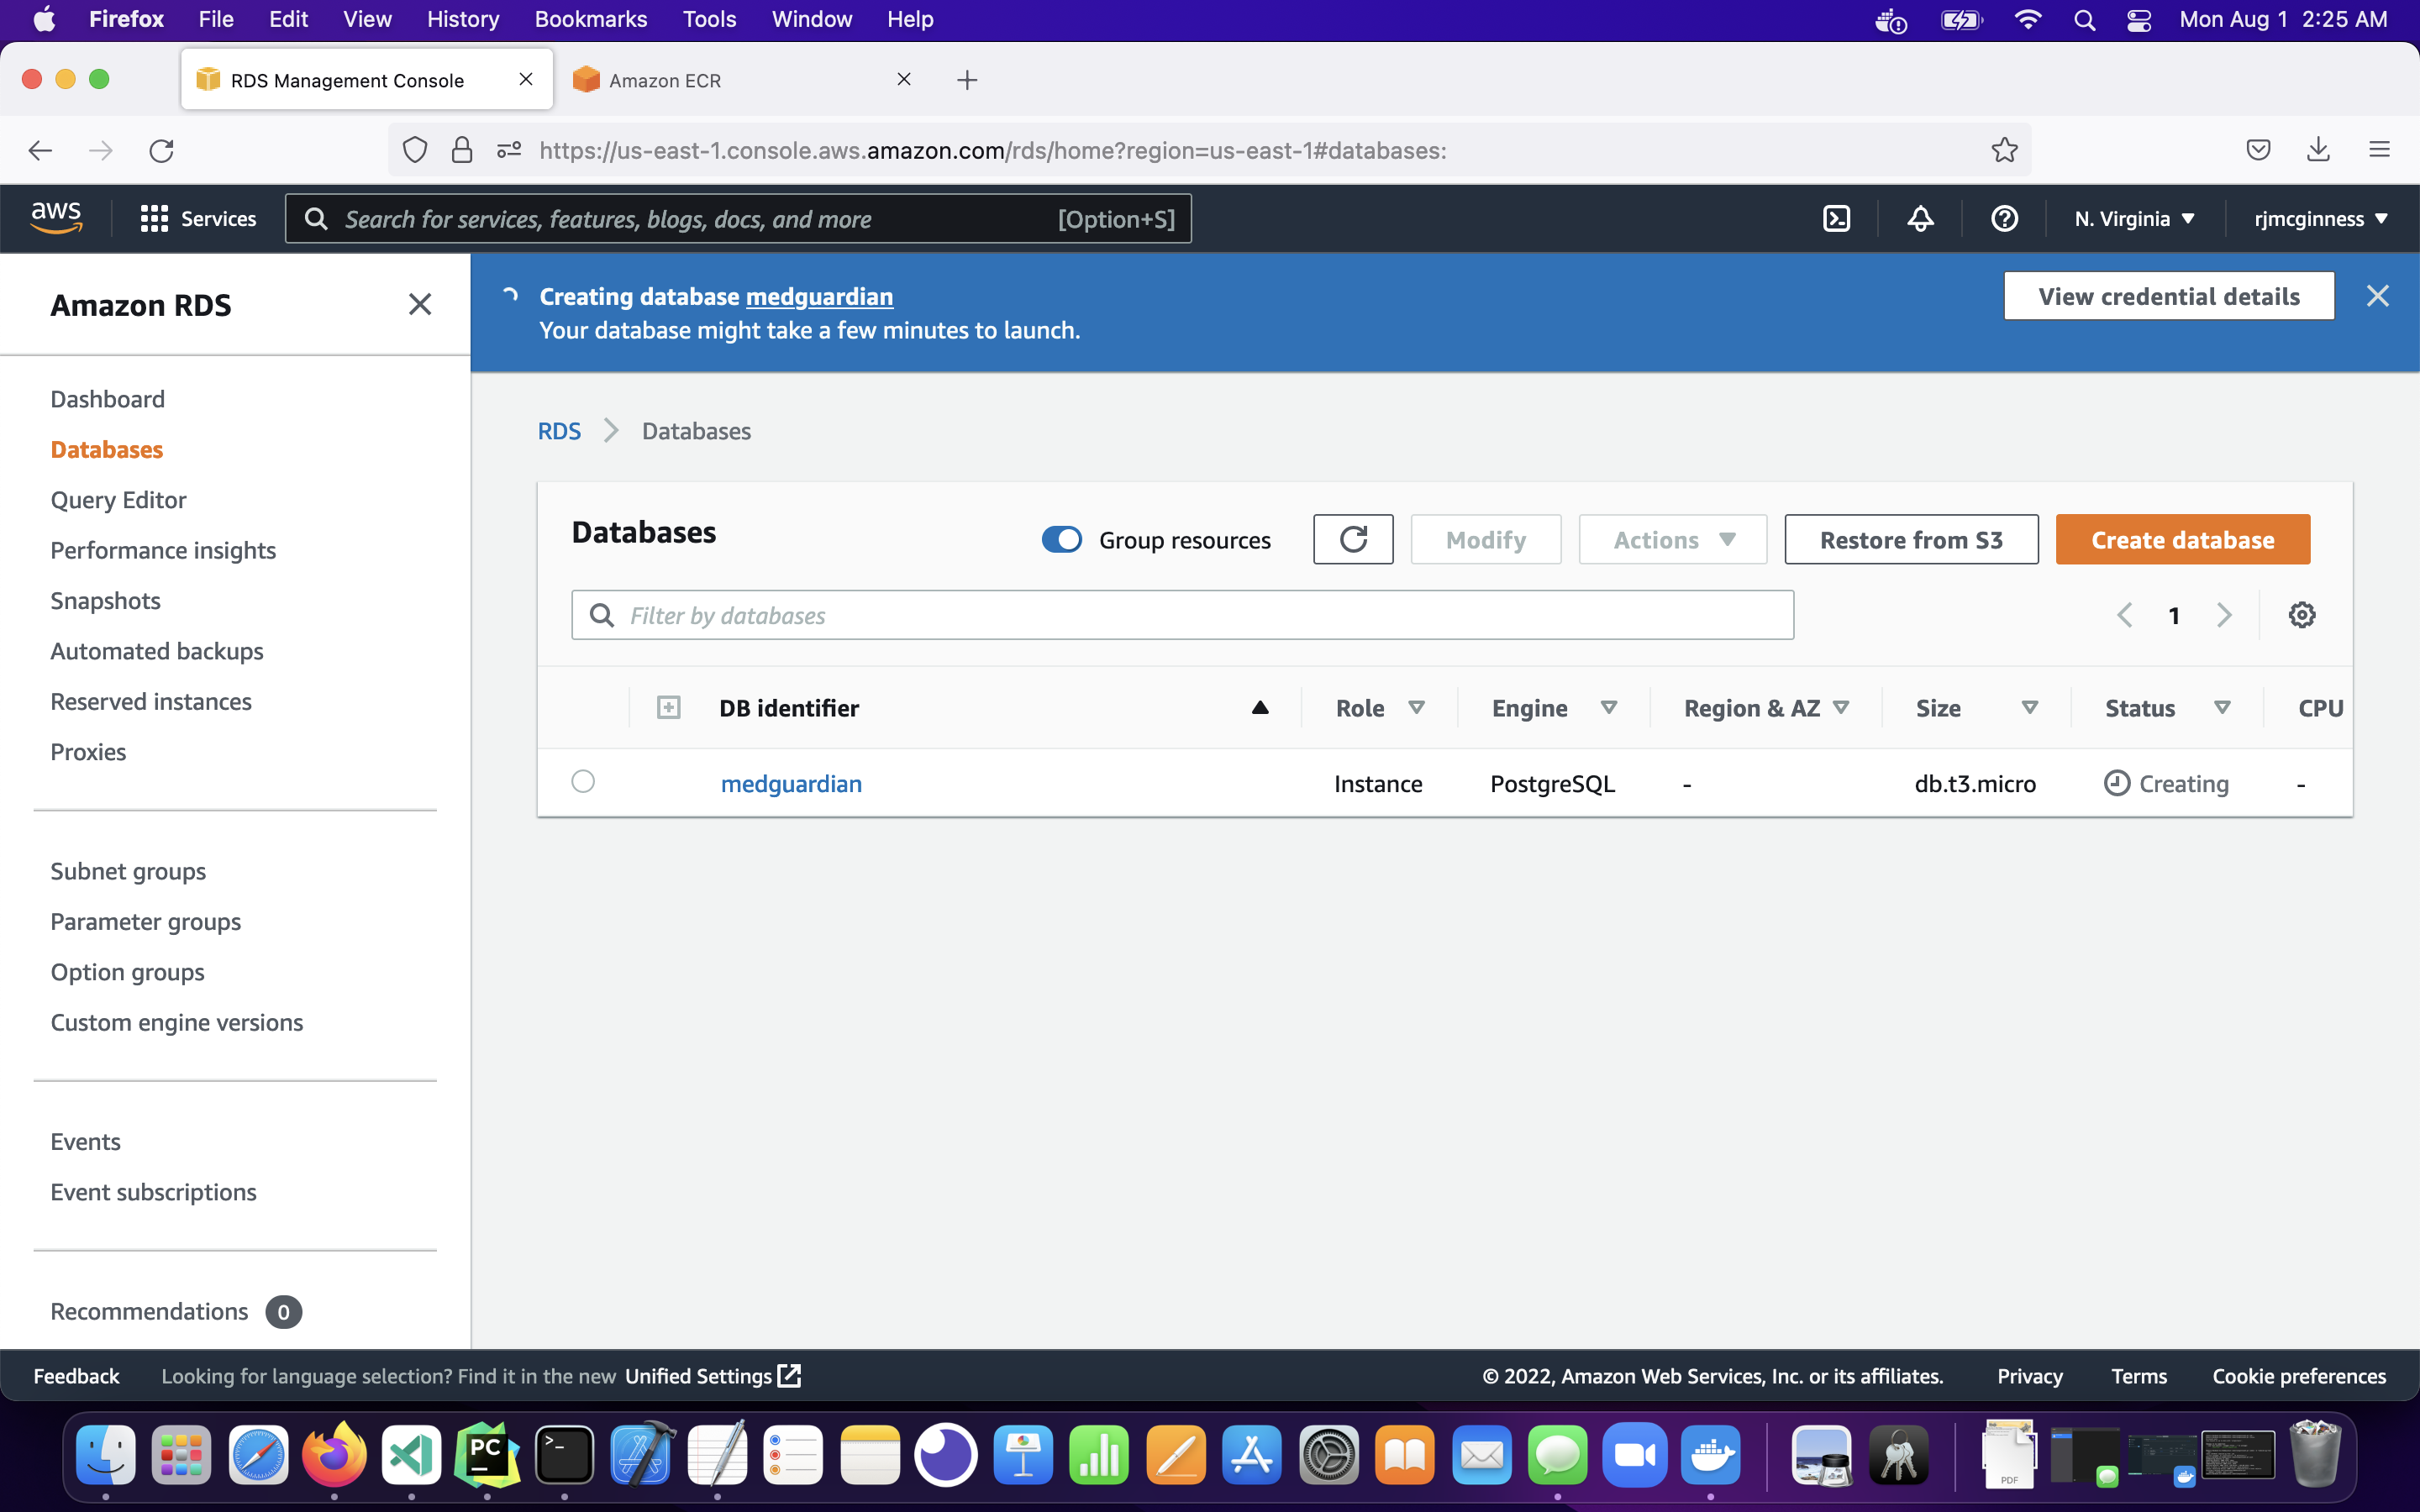 Firefox File Edit View History Bookmarks Tools Window Help Mon Aug 1 2:25 AM
RDS Management Console Amazon ECR
https://us-east-1.console.aws.amazon.com/rds/home?region=us-east-1#databases:
aws Services Search for services, features, blogs, docs, and more [Option+S] N. Virginia rjmcginness
Amazon RDS
Creating database medguardian
Your database might take a few minutes to launch.
View credential details
Dashboard
Databases
Query Editor
Performance insights
Snapshots
Automated backups
Reserved instances
Proxies
Subnet groups
Parameter groups
Option groups
Custom engine versions
Events
Event subscriptions
Recommendations 0
RDS Databases
Databases Group resources Modify Actions Restore from S3 Create database
Filter by databases 1
DB identifier Role Engine Region & AZ Size Status CPU
medguardian Instance PostgreSQL - db.t3.micro Creating -
Feedback Looking for language selection? Find it in the new Unified Settings © 2022, Amazon Web Services, Inc. or its affiliates. Privacy Terms Cookie preferences
PC
PDF